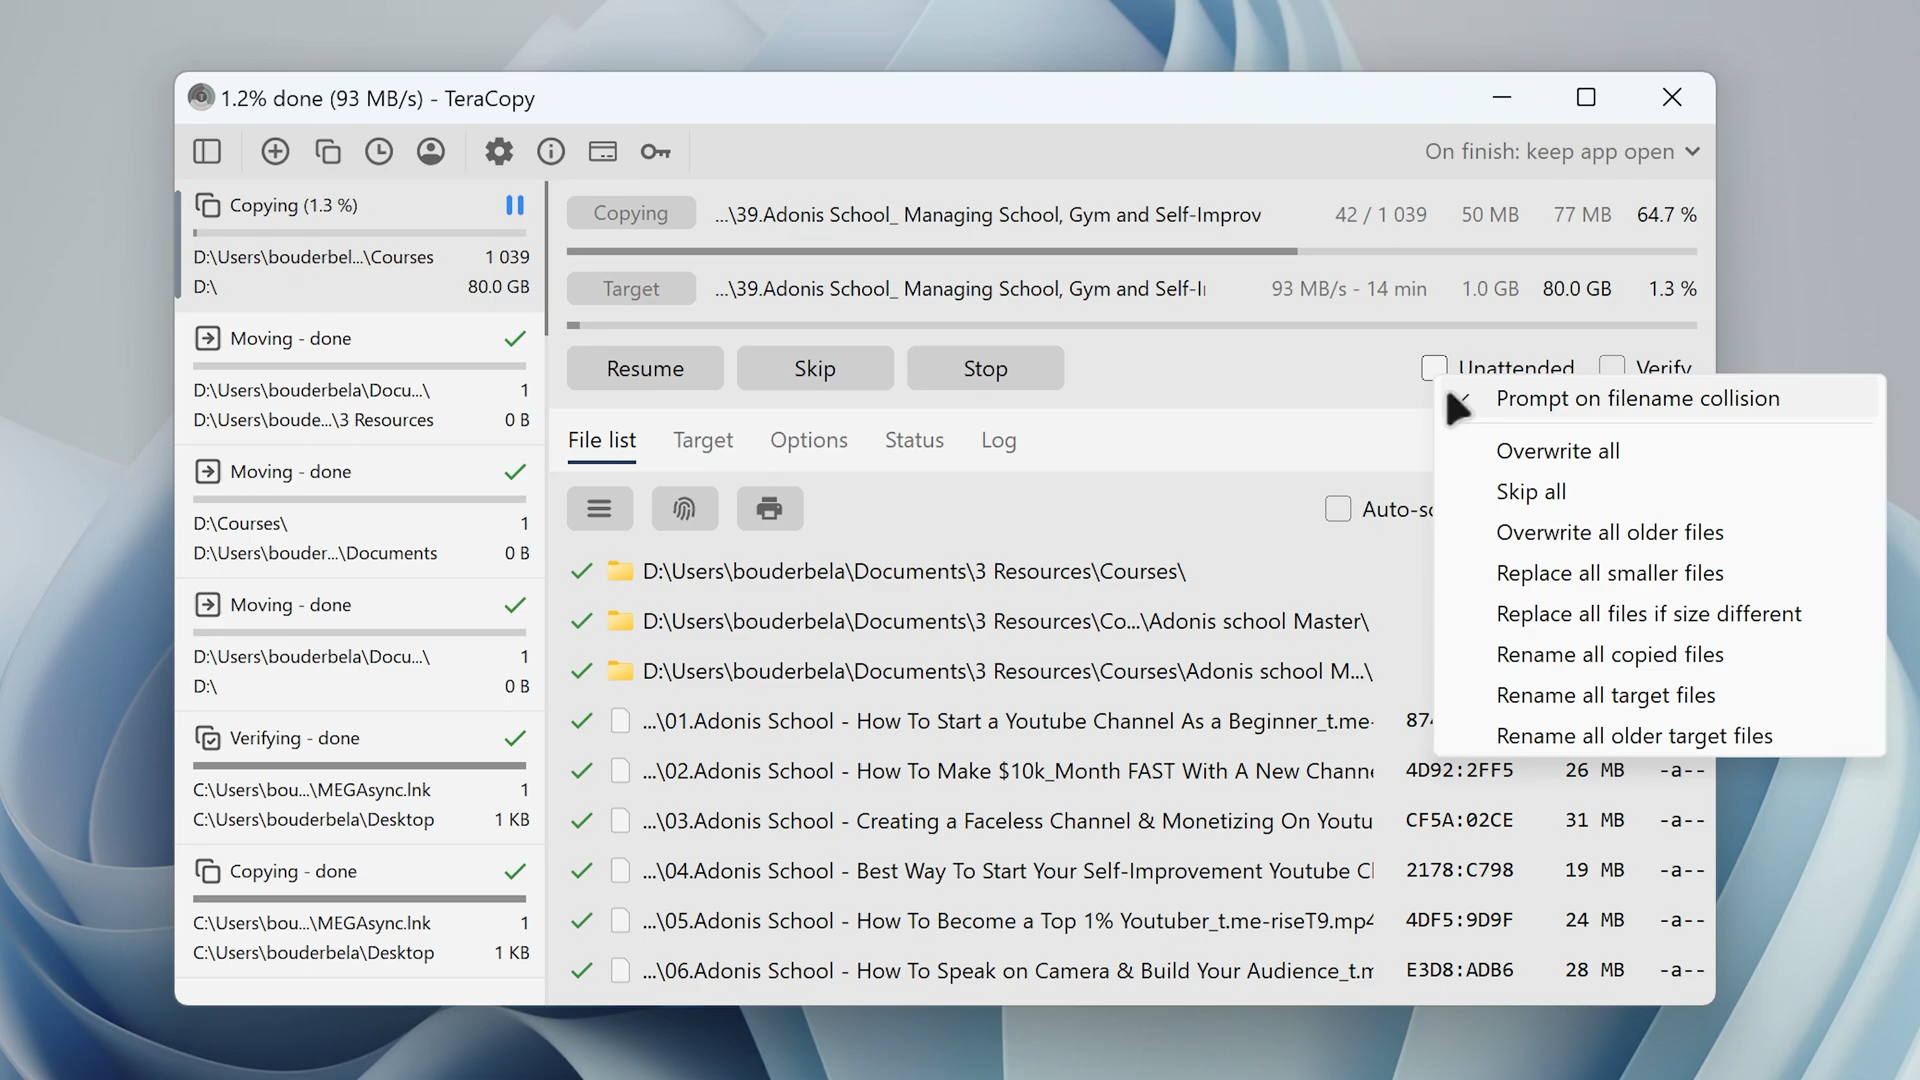 1.2% done (93 MB/s) - TeraCopy
On finish: keep app open
Copying (1.3 %)
D:\Users\bouderbel...\Courses 1 039
D:\ 80.0 GB
Moving - done
D:\Users\bouderbela\Docu...\ 1
D:\Users\boude...\3 Resources 0 B
Moving - done
D:\Courses\ 1
D:\Users\bouder...\Documents 0 B
Moving - done
D:\Users\bouderbela\Docu...\ 1
D:\ 0 B
Verifying - done
C:\Users\bou...\MEGAsync.lnk 1
C:\Users\bouderbela\Desktop 1 KB
Copying - done
C:\Users\bou...\MEGAsync.lnk 1
C:\Users\bouderbela\Desktop 1 KB
Copying ...\39.Adonis School_ Managing School, Gym and Self-Improv 42 / 1 039 50 MB 77 MB 64.7 %
Target ...\39.Adonis School_ Managing School, Gym and Self-I 93 MB/s - 14 min 1.0 GB 80.0 GB 1.3 %
Resume Skip Stop Unattended Verify
File list Target Options Status Log
Auto-sc
D:\Users\bouderbela\Documents\3 Resources\Courses\
D:\Users\bouderbela\Documents\3 Resources\Co...\Adonis school Master\
D:\Users\bouderbela\Documents\3 Resources\Courses\Adonis school M...\
...\01.Adonis School - How To Start a Youtube Channel As a Beginner_t.me- 874
...\02.Adonis School - How To Make $10k_Month FAST With A New Channe 4D92:2FF5 26 MB -a--
...\03.Adonis School - Creating a Faceless Channel & Monetizing On Youtu CF5A:02CE 31 MB -a--
...\04.Adonis School - Best Way To Start Your Self-Improvement Youtube Cl 2178:C798 19 MB -a--
...\05.Adonis School - How To Become a Top 1% Youtuber_t.me-riseT9.mp4 4DF5:9D9F 24 MB -a--
...\06.Adonis School - How To Speak on Camera & Build Your Audience_t.m E3D8:ADB6 28 MB -a--
Prompt on filename collision
Overwrite all
Skip all
Overwrite all older files
Replace all smaller files
Replace all files if size different
Rename all copied files
Rename all target files
Rename all older target files